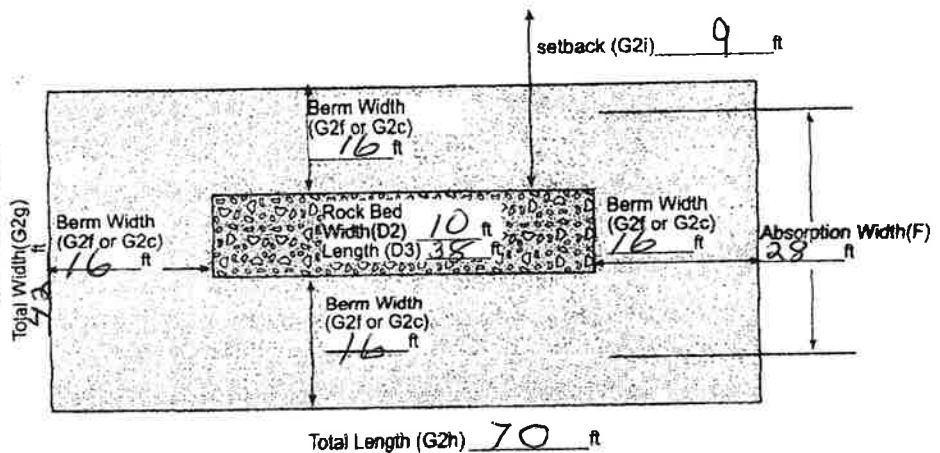 setback (G2i) 9 ft
Berm Width
(G2f or G2c)
16 ft
Total Width(G2g)
42 ft
Berm Width
(G2f or G2c)
16 ft
Rock Bed
Width(D2) 10 ft
Length (D3) 38 ft
Berm Width
(G2f or G2c)
16 ft
Absorption Width(F)
28 ft
Berm Width
(G2f or G2c)
16 ft
Total Length (G2h) 70 ft